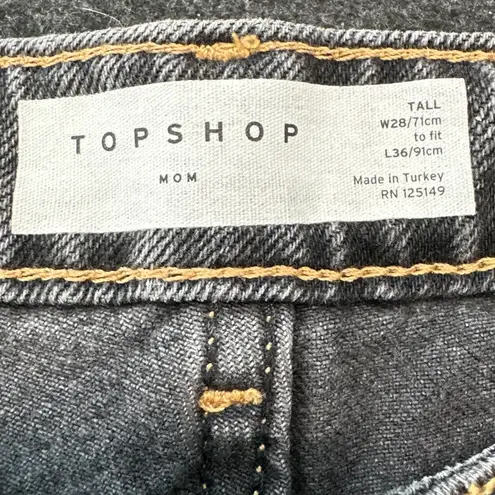 TOPSHOP
MOM
TALL
W28/71cm
to fit
L36/91cm
Made in Turkey
RN 125149